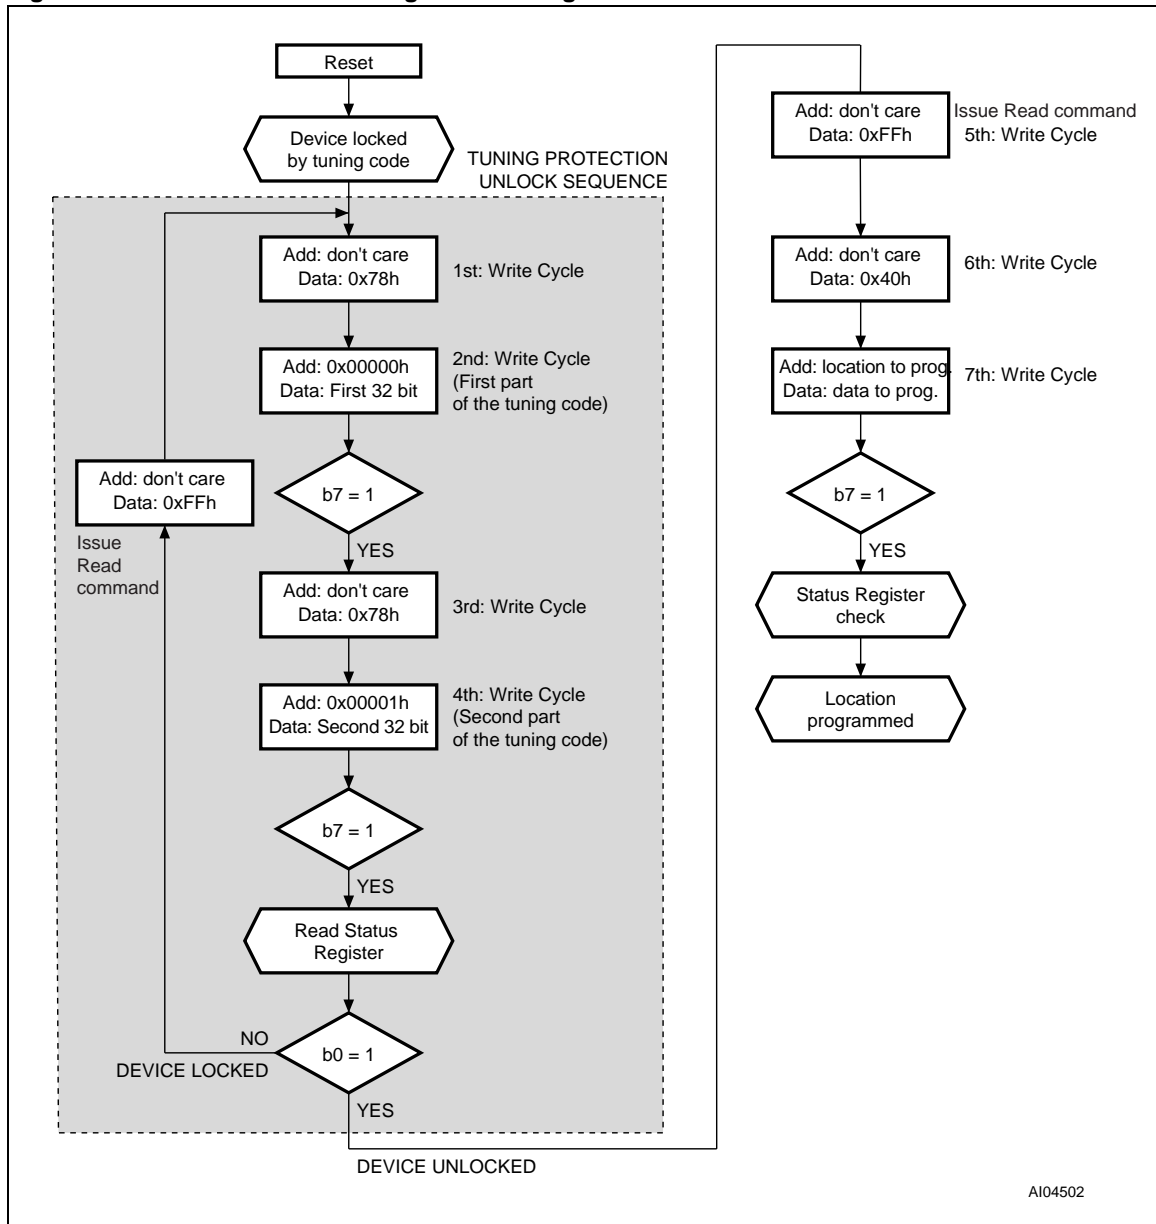 Reset
Device locked
by tuning code
TUNING PROTECTION
UNLOCK SEQUENCE
Add: don't care
Data: 0x78h
1st: Write Cycle
Add: 0x00000h
Data: First 32 bit
2nd: Write Cycle
(First part
of the tuning code)
Add: don't care
Data: 0xFFh
Issue
Read
command
b7 = 1
YES
Add: don't care
Data: 0x78h
3rd: Write Cycle
Add: 0x00001h
Data: Second 32 bit
4th: Write Cycle
(Second part
of the tuning code)
b7 = 1
YES
Read Status
Register
b0 = 1
NO
DEVICE LOCKED
YES
DEVICE UNLOCKED
Add: don't care
Data: 0xFFh
Issue Read command
5th: Write Cycle
Add: don't care
Data: 0x40h
6th: Write Cycle
Add: location to prog.
Data: data to prog.
7th: Write Cycle
b7 = 1
YES
Status Register
check
Location
programmed
AI04502